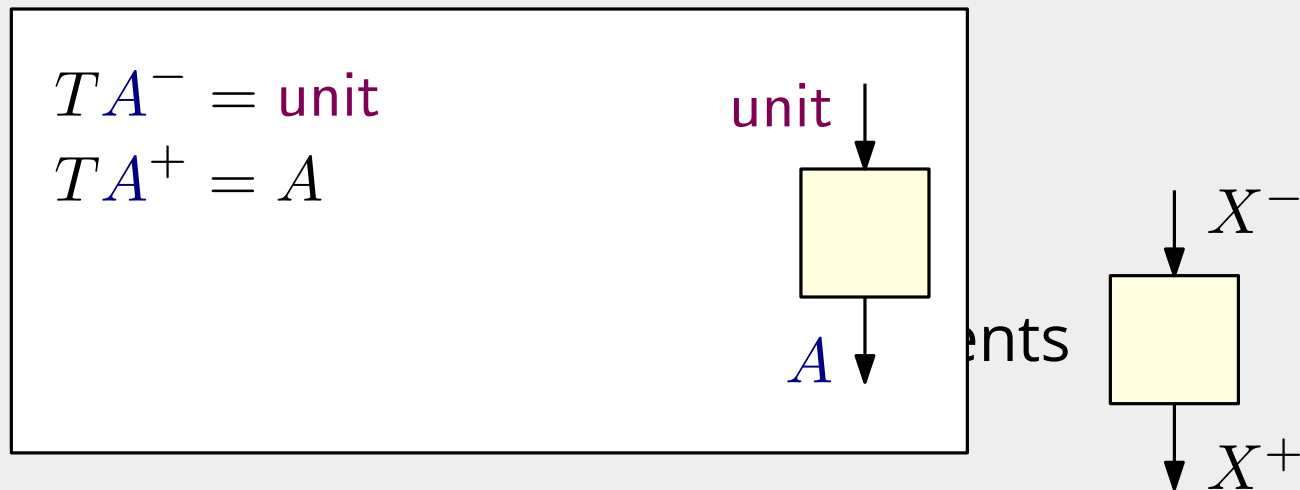 TA⁻ = unit
TA⁺ = A
unit
A
X⁻
X⁺